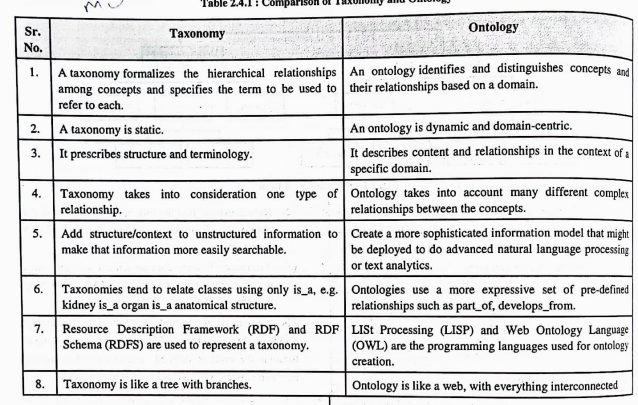 mu
Table 2.4.1 : Comparison of Taxonomy and Ontology
Sr. No.
Taxonomy
Ontology
1.
A taxonomy formalizes the hierarchical relationships
among concepts and specifies the term to be used to
refer to each.
An ontology identifies and distinguishes concepts and
their relationships based on a domain.
2.
A taxonomy is static.
An ontology is dynamic and domain-centric.
3.
It prescribes structure and terminology.
It describes content and relationships in the context of a
specific domain.
4.
Taxonomy takes into consideration one type of
relationship.
Ontology takes into account many different complex
relationships between the concepts.
5.
Add structure/context to unstructured information to
make that information more easily searchable.
Create a more sophisticated information model that might
be deployed to do advanced natural language processing
or text analytics.
6.
Taxonomies tend to relate classes using only is_a, e.g.
kidney is_a organ is_a anatomical structure.
Ontologies use a more expressive set of pre-defined
relationships such as part_of, develops_from.
7.
Resource Description Framework (RDF) and RDF
Schema (RDFS) are used to represent a taxonomy.
LISt Processing (LISP) and Web Ontology Language
(OWL) are the programming languages used for ontology
creation.
8.
Taxonomy is like a tree with branches.
Ontology is like a web, with everything interconnected